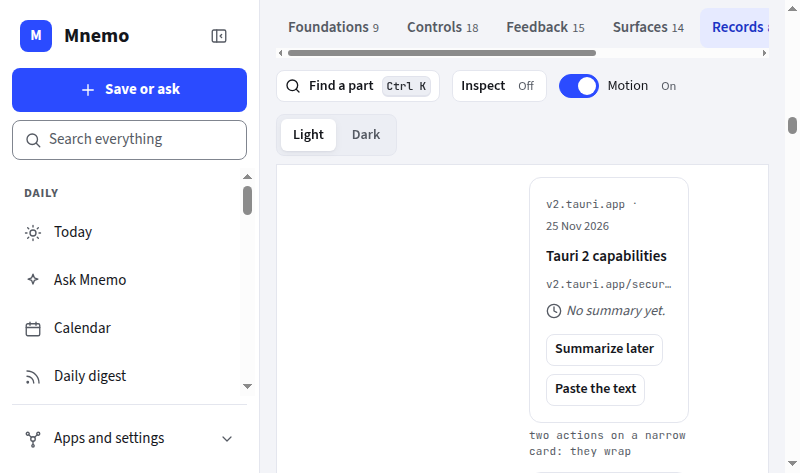 M Mnemo
Save or ask
Search everything
DAILY
Today
Ask Mnemo
Calendar
Daily digest
Apps and settings
Foundations 9 Controls 18 Feedback 15 Surfaces 14 Records
Find a part Ctrl K Inspect Off Motion On
Light Dark
v2.tauri.app ·
25 Nov 2026
Tauri 2 capabilities
v2.tauri.app/secur…
No summary yet.
Summarize later
Paste the text
two actions on a narrow
card: they wrap